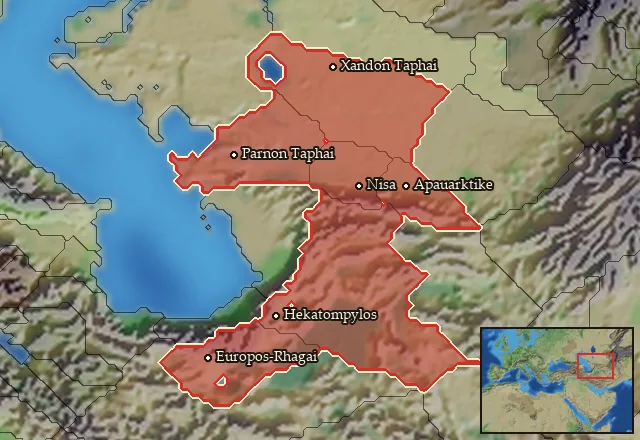 Xandon Taphai
Parnon Taphai
Nisa
Apauarktike
Hekatompylos
Europos-Rhagai